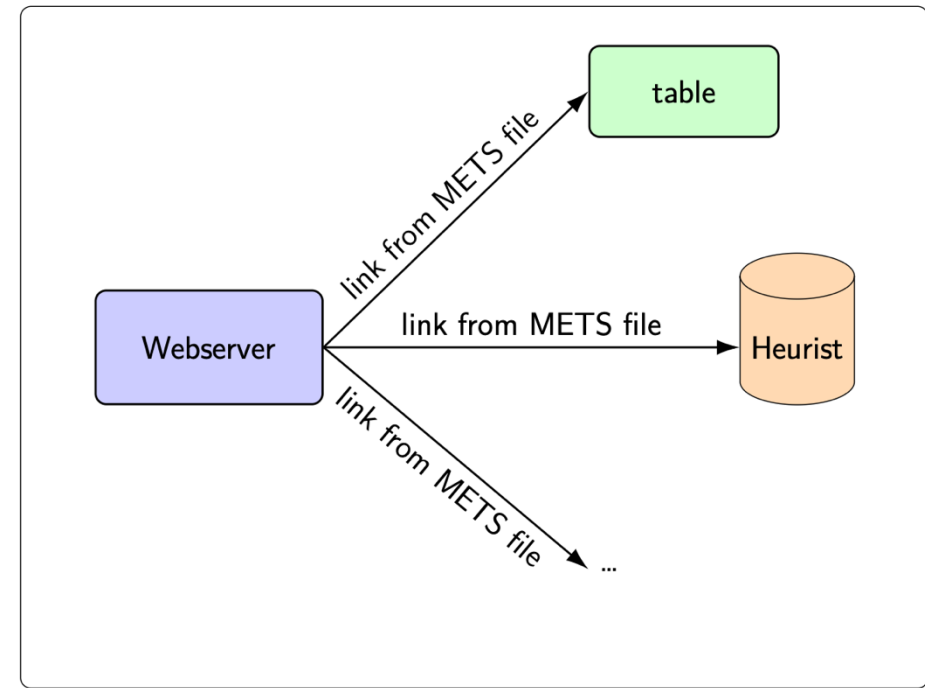 table
link from METS file
link from METS file
Webserver
Heurist
link from METS file
...